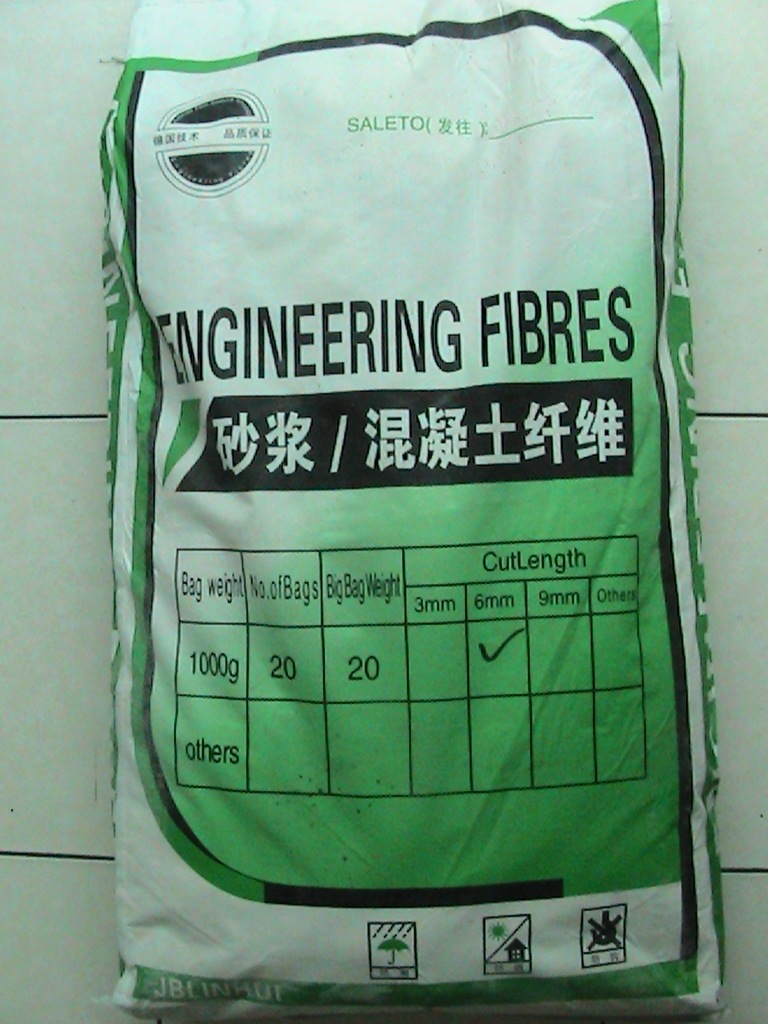 德国技术 品质保证
SALETO( 发往 ):
ENGINEERING FIBRES
砂浆 / 混凝土纤维
Bag weight No.ofBags BigBagWeight CutLength
3mm 6mm 9mm Others
1000g 20 20 ✓
others
JBLINHUI